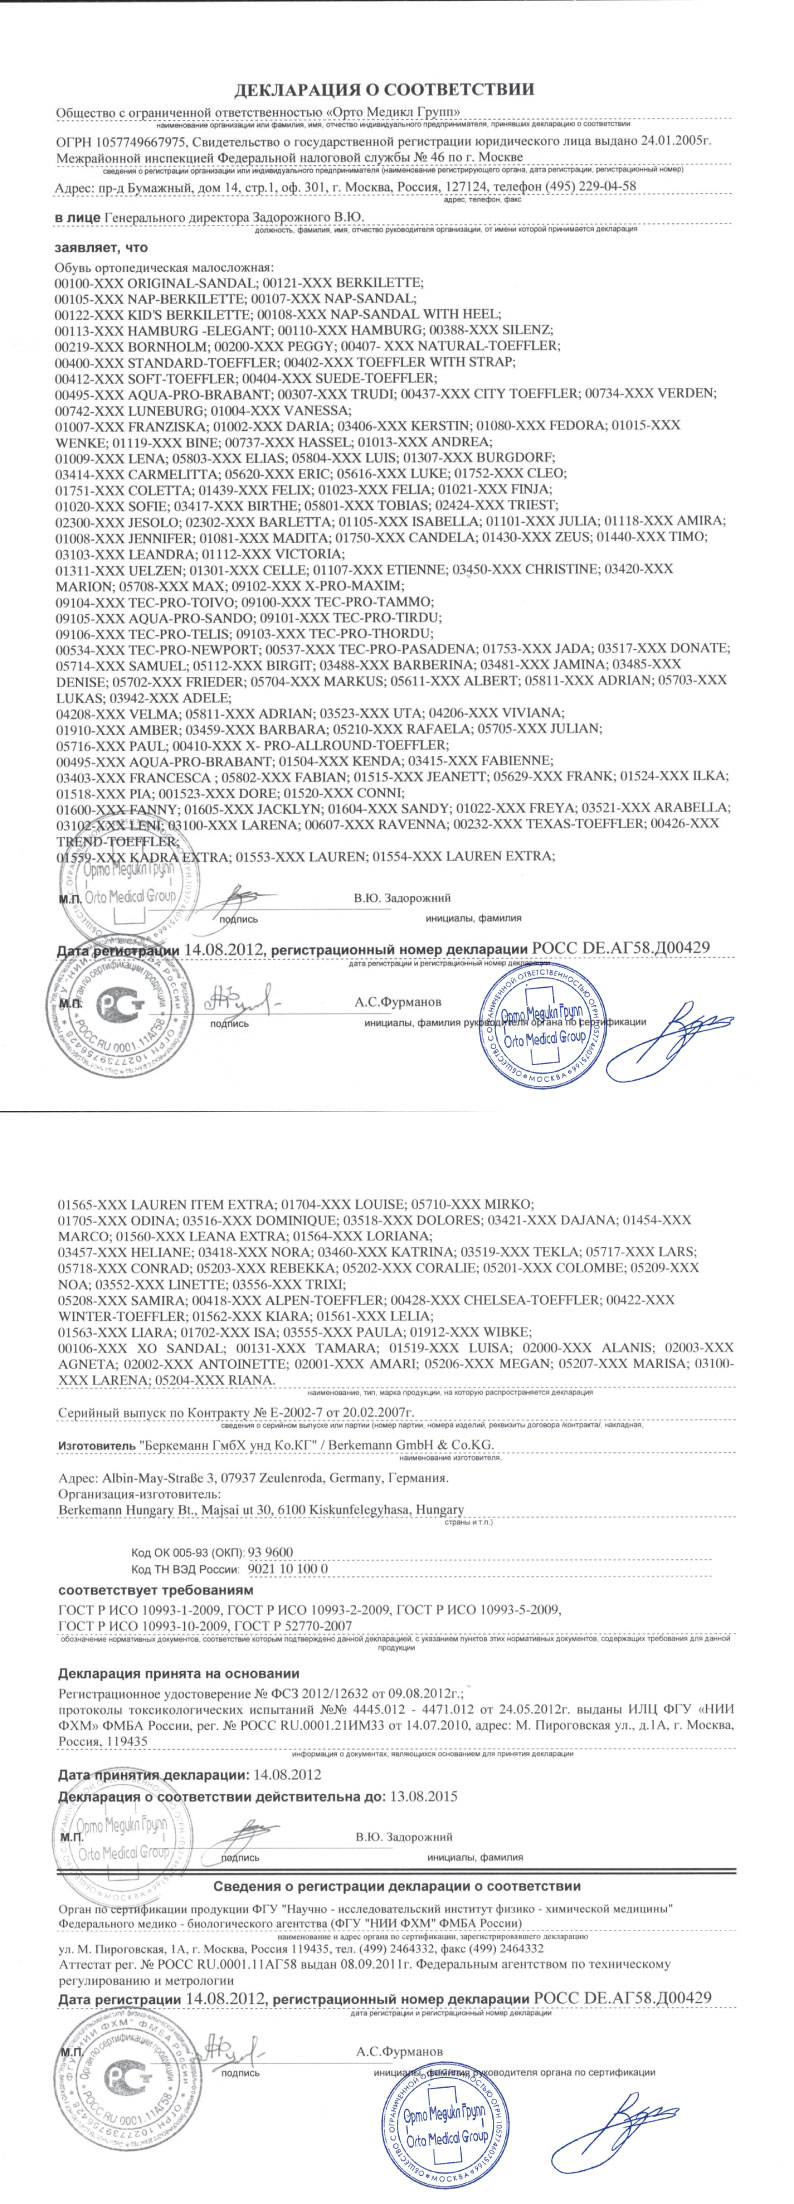 ДЕКЛАРАЦИЯ О СООТВЕТСТВИИ
Общество с ограниченной ответственностью «Орто Медикл Групп»
наименование организации или фамилия, имя, отчество индивидуального предпринимателя, принявших декларацию о соответствии
ОГРН 1057749667975, Свидетельство о государственной регистрации юридического лица выдано 24.01.2005г.
Межрайонной инспекцией Федеральной налоговой службы № 46 по г. Москве
сведения о регистрации организации или индивидуального предпринимателя (наименование регистрирующего органа, дата регистрации, регистрационный номер)
Адрес: пр-д Бумажный, дом 14, стр.1, оф. 301, г. Москва, Россия, 127124, телефон (495) 229-04-58
адрес, телефон, факс
в лице Генерального директора Задорожного В.Ю.
должность, фамилия, имя, отчество руководителя организации, от имени которой принимается декларация
заявляет, что
Обувь ортопедическая малосложная:
00100-XXX ORIGINAL-SANDAL; 00121-XXX BERKILETTE;
00105-XXX NAP-BERKILETTE; 00107-XXX NAP-SANDAL;
00122-XXX KID'S BERKILETTE; 00108-XXX NAP-SANDAL WITH HEEL;
00113-XXX HAMBURG -ELEGANT; 00110-XXX HAMBURG; 00388-XXX SILENZ;
00219-XXX BORNHOLM; 00200-XXX PEGGY; 00407- XXX NATURAL-TOEFFLER;
00400-XXX STANDARD-TOEFFLER; 00402-XXX TOEFFLER WITH STRAP;
00412-XXX SOFT-TOEFFLER; 00404-XXX SUEDE-TOEFFLER;
00495-XXX AQUA-PRO-BRABANT; 00307-XXX TRUDI; 00437-XXX CITY TOEFFLER; 00734-XXX VERDEN;
00742-XXX LUNEBURG; 01004-XXX VANESSA;
01007-XXX FRANZISKA; 01002-XXX DARIA; 03406-XXX KERSTIN; 01080-XXX FEDORA; 01015-XXX
WENKE; 01119-XXX BINE; 00737-XXX HASSEL; 01013-XXX ANDREA;
01009-XXX LENA; 05803-XXX ELIAS; 05804-XXX LUIS; 01307-XXX BURGDORF;
03414-XXX CARMELITTA; 05620-XXX ERIC; 05616-XXX LUKE; 01752-XXX CLEO;
01751-XXX COLETTA; 01439-XXX FELIX; 01023-XXX FELIA; 01021-XXX FINJA;
01020-XXX SOFIE; 03417-XXX BIRTHE; 05801-XXX TOBIAS; 02424-XXX TRIEST;
02300-XXX JESOLO; 02302-XXX BARLETTA; 01105-XXX ISABELLA; 01101-XXX JULIA; 01118-XXX AMIRA;
01008-XXX JENNIFER; 01081-XXX MADITA; 01750-XXX CANDELA; 01430-XXX ZEUS; 01440-XXX TIMO;
03103-XXX LEANDRA; 01112-XXX VICTORIA;
01311-XXX UELZEN; 01301-XXX CELLE; 01107-XXX ETIENNE; 03450-XXX CHRISTINE; 03420-XXX
MARION; 05708-XXX MAX; 09102-XXX X-PRO-MAXIM;
09104-XXX TEC-PRO-TOIVO; 09100-XXX TEC-PRO-TAMMO;
09105-XXX AQUA-PRO-SANDO; 09101-XXX TEC-PRO-TIRDU;
09106-XXX TEC-PRO-TELIS; 09103-XXX TEC-PRO-THORDU;
00534-XXX TEC-PRO-NEWPORT; 00537-XXX TEC-PRO-PASADENA; 01753-XXX JADA; 03517-XXX DONATE;
05714-XXX SAMUEL; 05112-XXX BIRGIT; 03488-XXX BARBERINA; 03481-XXX JAMINA; 03485-XXX
DENISE; 05702-XXX FRIEDER; 05704-XXX MARKUS; 05611-XXX ALBERT; 05811-XXX ADRIAN; 05703-XXX
LUKAS; 03942-XXX ADELE;
04208-XXX VELMA; 05811-XXX ADRIAN; 03523-XXX UTA; 04206-XXX VIVIANA;
01910-XXX AMBER; 03459-XXX BARBARA; 05210-XXX RAFAELA; 05705-XXX JULIAN;
05716-XXX PAUL; 00410-XXX X- PRO-ALLROUND-TOEFFLER;
00495-XXX AQUA-PRO-BRABANT; 01504-XXX KENDA; 03415-XXX FABIENNE;
03403-XXX FRANCESCA ; 05802-XXX FABIAN; 01515-XXX JEANETT; 05629-XXX FRANK; 01524-XXX ILKA;
01518-XXX PIA; 001523-XXX DORE; 01520-XXX CONNI;
01600-XXX FANNY; 01605-XXX JACKLYN; 01604-XXX SANDY; 01022-XXX FREYA; 03521-XXX ARABELLA;
03102-XXX LENI; 03100-XXX LARENA; 00607-XXX RAVENNA; 00232-XXX TEXAS-TOEFFLER; 00426-XXX
TREND-TOEFFLER;
01559-XXX KADRA EXTRA; 01553-XXX LAUREN; 01554-XXX LAUREN EXTRA;
Орто Медикл Групп
М.П. Orto Medical Group В.Ю. Задорожний
подпись инициалы, фамилия
Дата регистрации 14.08.2012, регистрационный номер декларации РОСС DE.АГ58.Д00429
дата регистрации и регистрационный номер декларации
М.П. А.С.Фурманов
подпись инициалы, фамилия руководителя органа по сертификации
Орто Медикл Групп
Orto Medical Group
МОСКВА
01565-XXX LAUREN ITEM EXTRA; 01704-XXX LOUISE; 05710-XXX MIRKO;
01705-XXX ODINA; 03516-XXX DOMINIQUE; 03518-XXX DOLORES; 03421-XXX DAJANA; 01454-XXX
MARCO; 01560-XXX LEANA EXTRA; 01564-XXX LORIANA;
03457-XXX HELIANE; 03418-XXX NORA; 03460-XXX KATRINA; 03519-XXX TEKLA; 05717-XXX LARS;
05718-XXX CONRAD; 05203-XXX REBEKKA; 05202-XXX CORALIE; 05201-XXX COLOMBE; 05209-XXX
NOA; 03552-XXX LINETTE; 03556-XXX TRIXI;
05208-XXX SAMIRA; 00418-XXX ALPEN-TOEFFLER; 00428-XXX CHELSEA-TOEFFLER; 00422-XXX
WINTER-TOEFFLER; 01562-XXX KIARA; 01561-XXX LELIA;
01563-XXX LIARA; 01702-XXX ISA; 03555-XXX PAULA; 01912-XXX WIBKE;
00106-XXX XO SANDAL; 00131-XXX TAMARA; 01519-XXX LUISA; 02000-XXX ALANIS; 02003-XXX
AGNETA; 02002-XXX ANTOINETTE; 02001-XXX AMARI; 05206-XXX MEGAN; 05207-XXX MARISA; 03100-
XXX LARENA; 05204-XXX RIANA.
наименование, тип, марка продукции, на которую распространяется декларация
Серийный выпуск по Контракту № Е-2002-7 от 20.02.2007г.
сведения о серийном выпуске или партии (номер партии, номера изделий, реквизиты договора /контракта/, накладная,
Изготовитель "Беркеманн ГмбХ унд Ко.КГ" / Berkemann GmbH & Co.KG.
наименование изготовителя,
Адрес: Albin-May-Straße 3, 07937 Zeulenroda, Germany, Германия.
Организация-изготовитель:
Berkemann Hungary Bt., Majsai ut 30, 6100 Kiskunfelegyhasa, Hungary
страны и т.п.)
Код ОК 005-93 (ОКП): 93 9600
Код ТН ВЭД России: 9021 10 100 0
соответствует требованиям
ГОСТ Р ИСО 10993-1-2009, ГОСТ Р ИСО 10993-2-2009, ГОСТ Р ИСО 10993-5-2009,
ГОСТ Р ИСО 10993-10-2009, ГОСТ Р 52770-2007
обозначение нормативных документов, соответствие которым подтверждено данной декларацией, с указанием пунктов этих нормативных документов, содержащих требования для данной
продукции
Декларация принята на основании
Регистрационное удостоверение № ФСЗ 2012/12632 от 09.08.2012г.;
протоколы токсикологических испытаний №№ 4445.012 - 4471.012 от 24.05.2012г. выданы ИЛЦ ФГУ «НИИ
ФХМ» ФМБА России, рег. № РОСС RU.0001.21ИМ33 от 14.07.2010, адрес: М. Пироговская ул., д.1А, г. Москва,
Россия, 119435
информация о документах, являющихся основанием для принятия декларации
Дата принятия декларации: 14.08.2012
Декларация о соответствии действительна до: 13.08.2015
Орто Медикл Групп
М.П. Orto Medical Group В.Ю. Задорожний
подпись инициалы, фамилия
Сведения о регистрации декларации о соответствии
Орган по сертификации продукции ФГУ "Научно - исследовательский институт физико - химической медицины"
Федерального медико - биологического агентства (ФГУ "НИИ ФХМ" ФМБА России)
наименование и адрес органа по сертификации, зарегистрировавшего декларацию
ул. М. Пироговская, 1А, г. Москва, Россия 119435, тел. (499) 2464332, факс (499) 2464332
Аттестат рег. № РОСС RU.0001.11АГ58 выдан 08.09.2011г. Федеральным агентством по техническому
регулированию и метрологии
Дата регистрации 14.08.2012, регистрационный номер декларации РОСС DE.АГ58.Д00429
дата регистрации и регистрационный номер декларации
М.П. А.С.Фурманов
подпись инициалы, фамилия руководителя органа по сертификации
Орто Медикл Групп
Orto Medical Group
МОСКВА